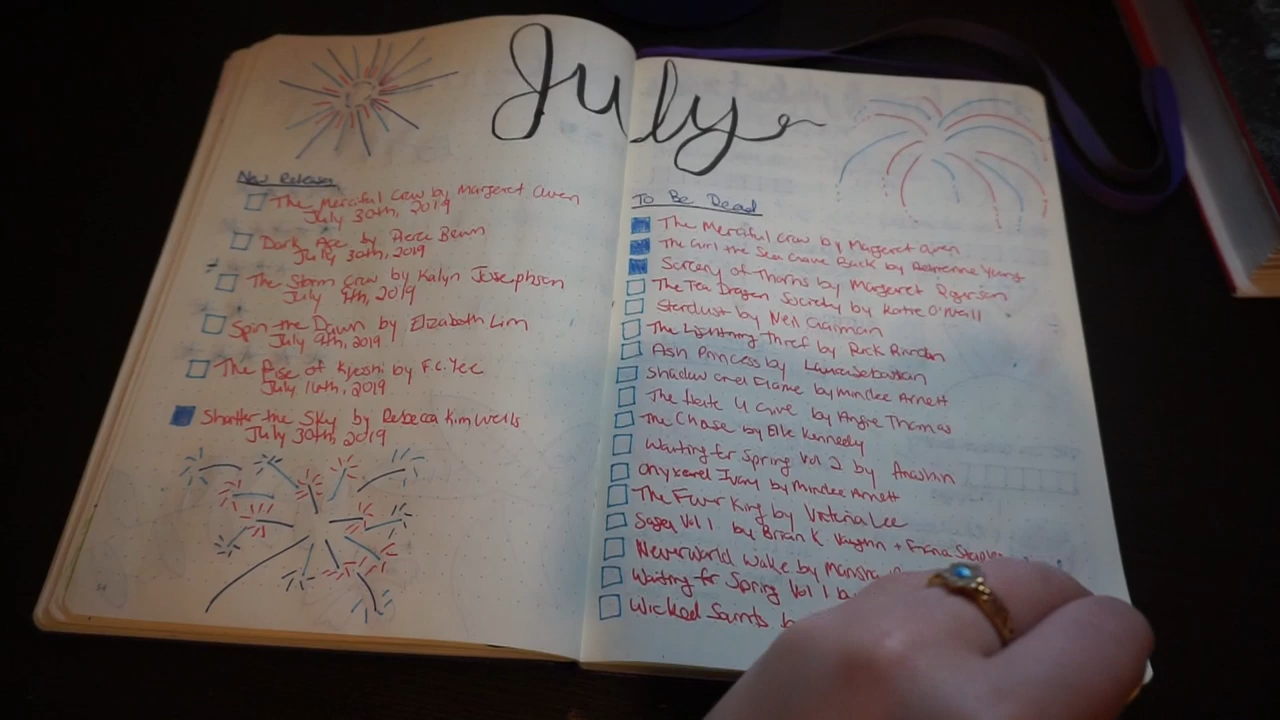 July
New Releases
The Merciful Crow by Margaret Owen
July 30th, 2019
Dark Age by Pierce Brown
July 30th, 2019
The Storm Crow by Kalyn Josephson
July 9th, 2019
Spin the Dawn by Elizabeth Lim
July 9th, 2019
The Rise of Kyoshi by F.C. Yee
July 16th, 2019
Shatter the Sky by Rebecca Kim Wells
July 30th, 2019
54
To Be Read
The Merciful Crow by Margaret Owen
The Girl the Sea Gave Back by Adrienne Young
Sorcery of Thorns by Margaret Rogerson
The Tea Dragon Society by Katie O'Neill
Stardust by Neil Gaiman
The Lightning Thief by Rick Riordan
Ash Princess by Laura Sebastian
Shadow and Flame by Mindee Arnett
The Hate U Give by Angie Thomas
The Chase by Elle Kennedy
Waiting for Spring Vol 2 by Anashin
Onyx and Ivory by Mindee Arnett
The Fever King by Victoria Lee
Saga Vol 1 by Brian K Vaughn + Fiona Staples
Neverworld Wake by Marisha
Waiting for Spring Vol 1 b
Wicked Saints b